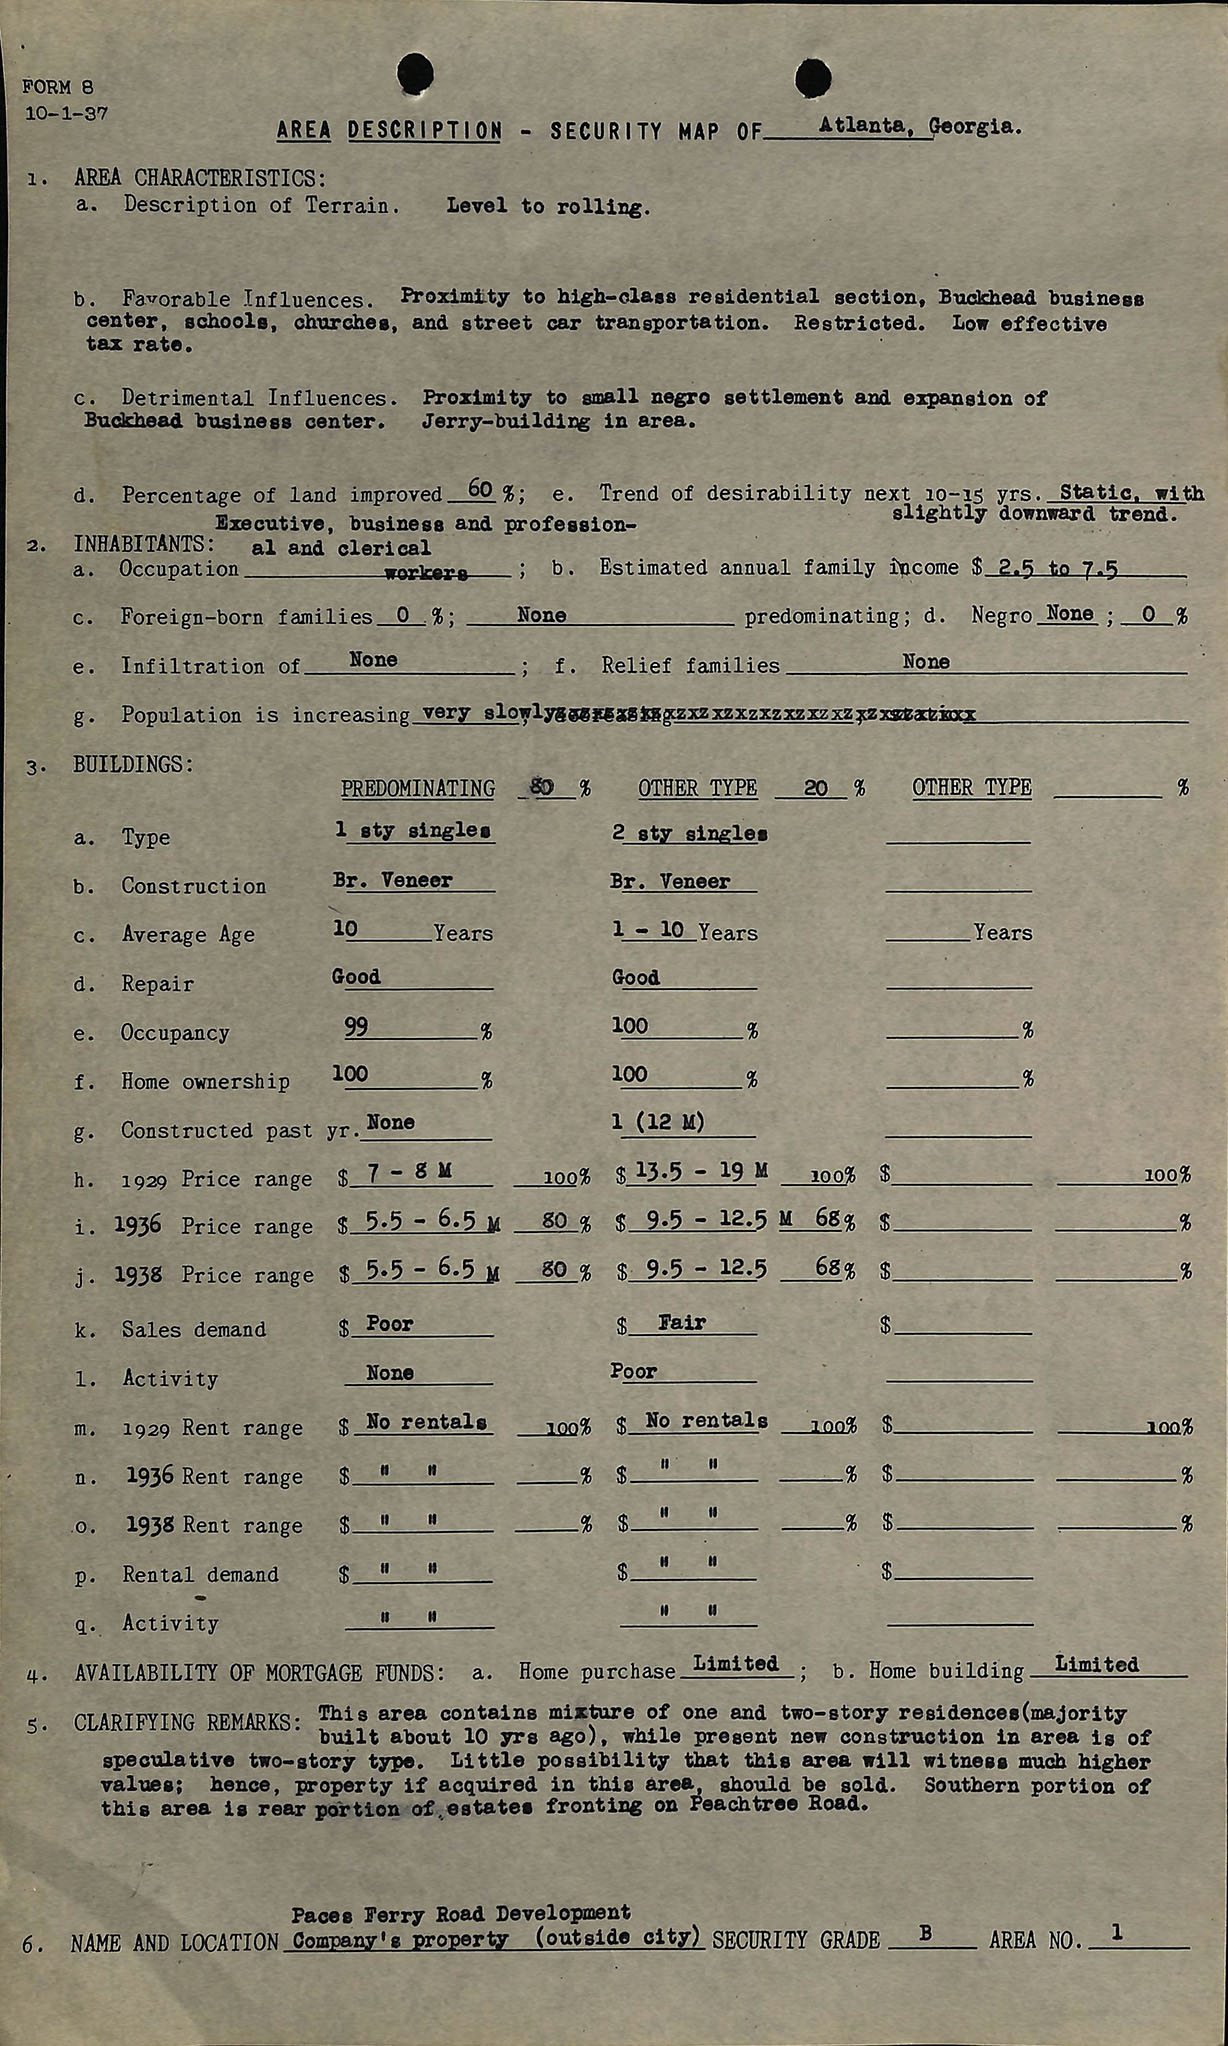 FORM 8
10-1-37
AREA DESCRIPTION - SECURITY MAP OF Atlanta, Georgia.
1. AREA CHARACTERISTICS:
a. Description of Terrain. Level to rolling.
b. Favorable Influences. Proximity to high-class residential section, Buckhead business
center, schools, churches, and street car transportation. Restricted. Low effective
tax rate.
c. Detrimental Influences. Proximity to small negro settlement and expansion of
Buckhead business center. Jerry-building in area.
d. Percentage of land improved 60 %; e. Trend of desirability next 10-15 yrs. Static, with
slightly downward trend.
Executive, business and profession-
2. INHABITANTS: al and clerical
a. Occupation workers ; b. Estimated annual family income $ 2.5 to 7.5
c. Foreign-born families 0 %; None predominating; d. Negro None ; 0 %
e. Infiltration of None ; f. Relief families None
g. Population is increasing very slowly
3. BUILDINGS:
PREDOMINATING 80 % OTHER TYPE 20 % OTHER TYPE %
a. Type 1 sty singles 2 sty singles
b. Construction Br. Veneer Br. Veneer
c. Average Age 10 Years 1 - 10 Years Years
d. Repair Good Good
e. Occupancy 99 % 100 % %
f. Home ownership 100 % 100 % %
g. Constructed past yr. None 1 (12 M)
h. 1929 Price range $ 7 - 8 M 100% $ 13.5 - 19 M 100% $ 100%
i. 1936 Price range $ 5.5 - 6.5 M 80 % $ 9.5 - 12.5 M 68% $ %
j. 1938 Price range $ 5.5 - 6.5 M 80 % $ 9.5 - 12.5 68% $ %
k. Sales demand $ Poor $ Fair $
l. Activity None Poor
m. 1929 Rent range $ No rentals 100% $ No rentals 100% $ 100%
n. 1936 Rent range $ " " % $ " " % $ %
o. 1938 Rent range $ " " % $ " " % $ %
p. Rental demand $ " " $ " " $
q. Activity " " " "
4. AVAILABILITY OF MORTGAGE FUNDS: a. Home purchase Limited ; b. Home building Limited
5. CLARIFYING REMARKS: This area contains mixture of one and two-story residences(majority
built about 10 yrs ago), while present new construction in area is of
speculative two-story type. Little possibility that this area will witness much higher
values; hence, property if acquired in this area, should be sold. Southern portion of
this area is rear portion of estates fronting on Peachtree Road.
Paces Ferry Road Development
6. NAME AND LOCATION Company's property (outside city) SECURITY GRADE B AREA NO. 1